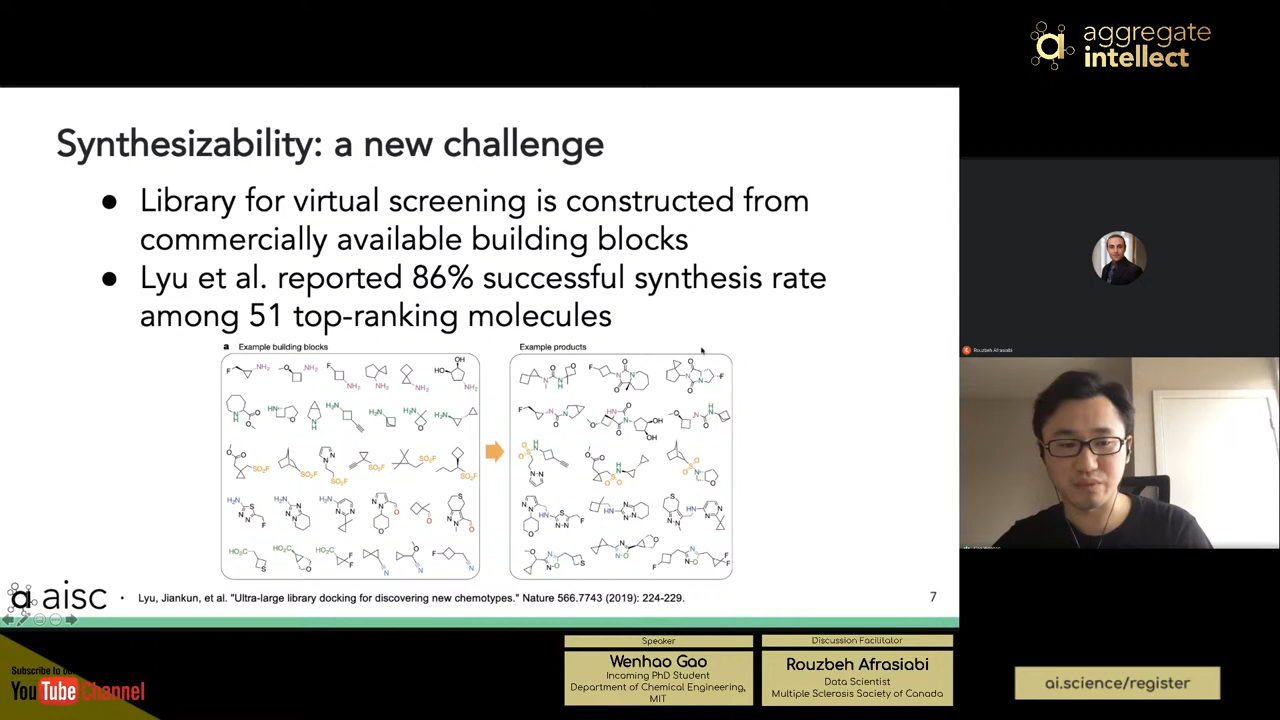 aggregate
intellect
Synthesizability: a new challenge
● Library for virtual screening is constructed from
commercially available building blocks
● Lyu et al. reported 86% successful synthesis rate
among 51 top-ranking molecules
a Example building blocks
Example products
Rouzbeh Afrasiabi
a aisc
Lyu, Jiankun, et al. "Ultra-large library docking for discovering new chemotypes." Nature 566.7743 (2019): 224-229.
7
Subscribe to ou
YouTube Channel
Speaker
Wenhao Gao
Incoming PhD Student
Department of Chemical Engineering,
MIT
Discussion Facilitator
Rouzbeh Afrasiabi
Data Scientist
Multiple Sclerosis Society of Canada
ai.science/register